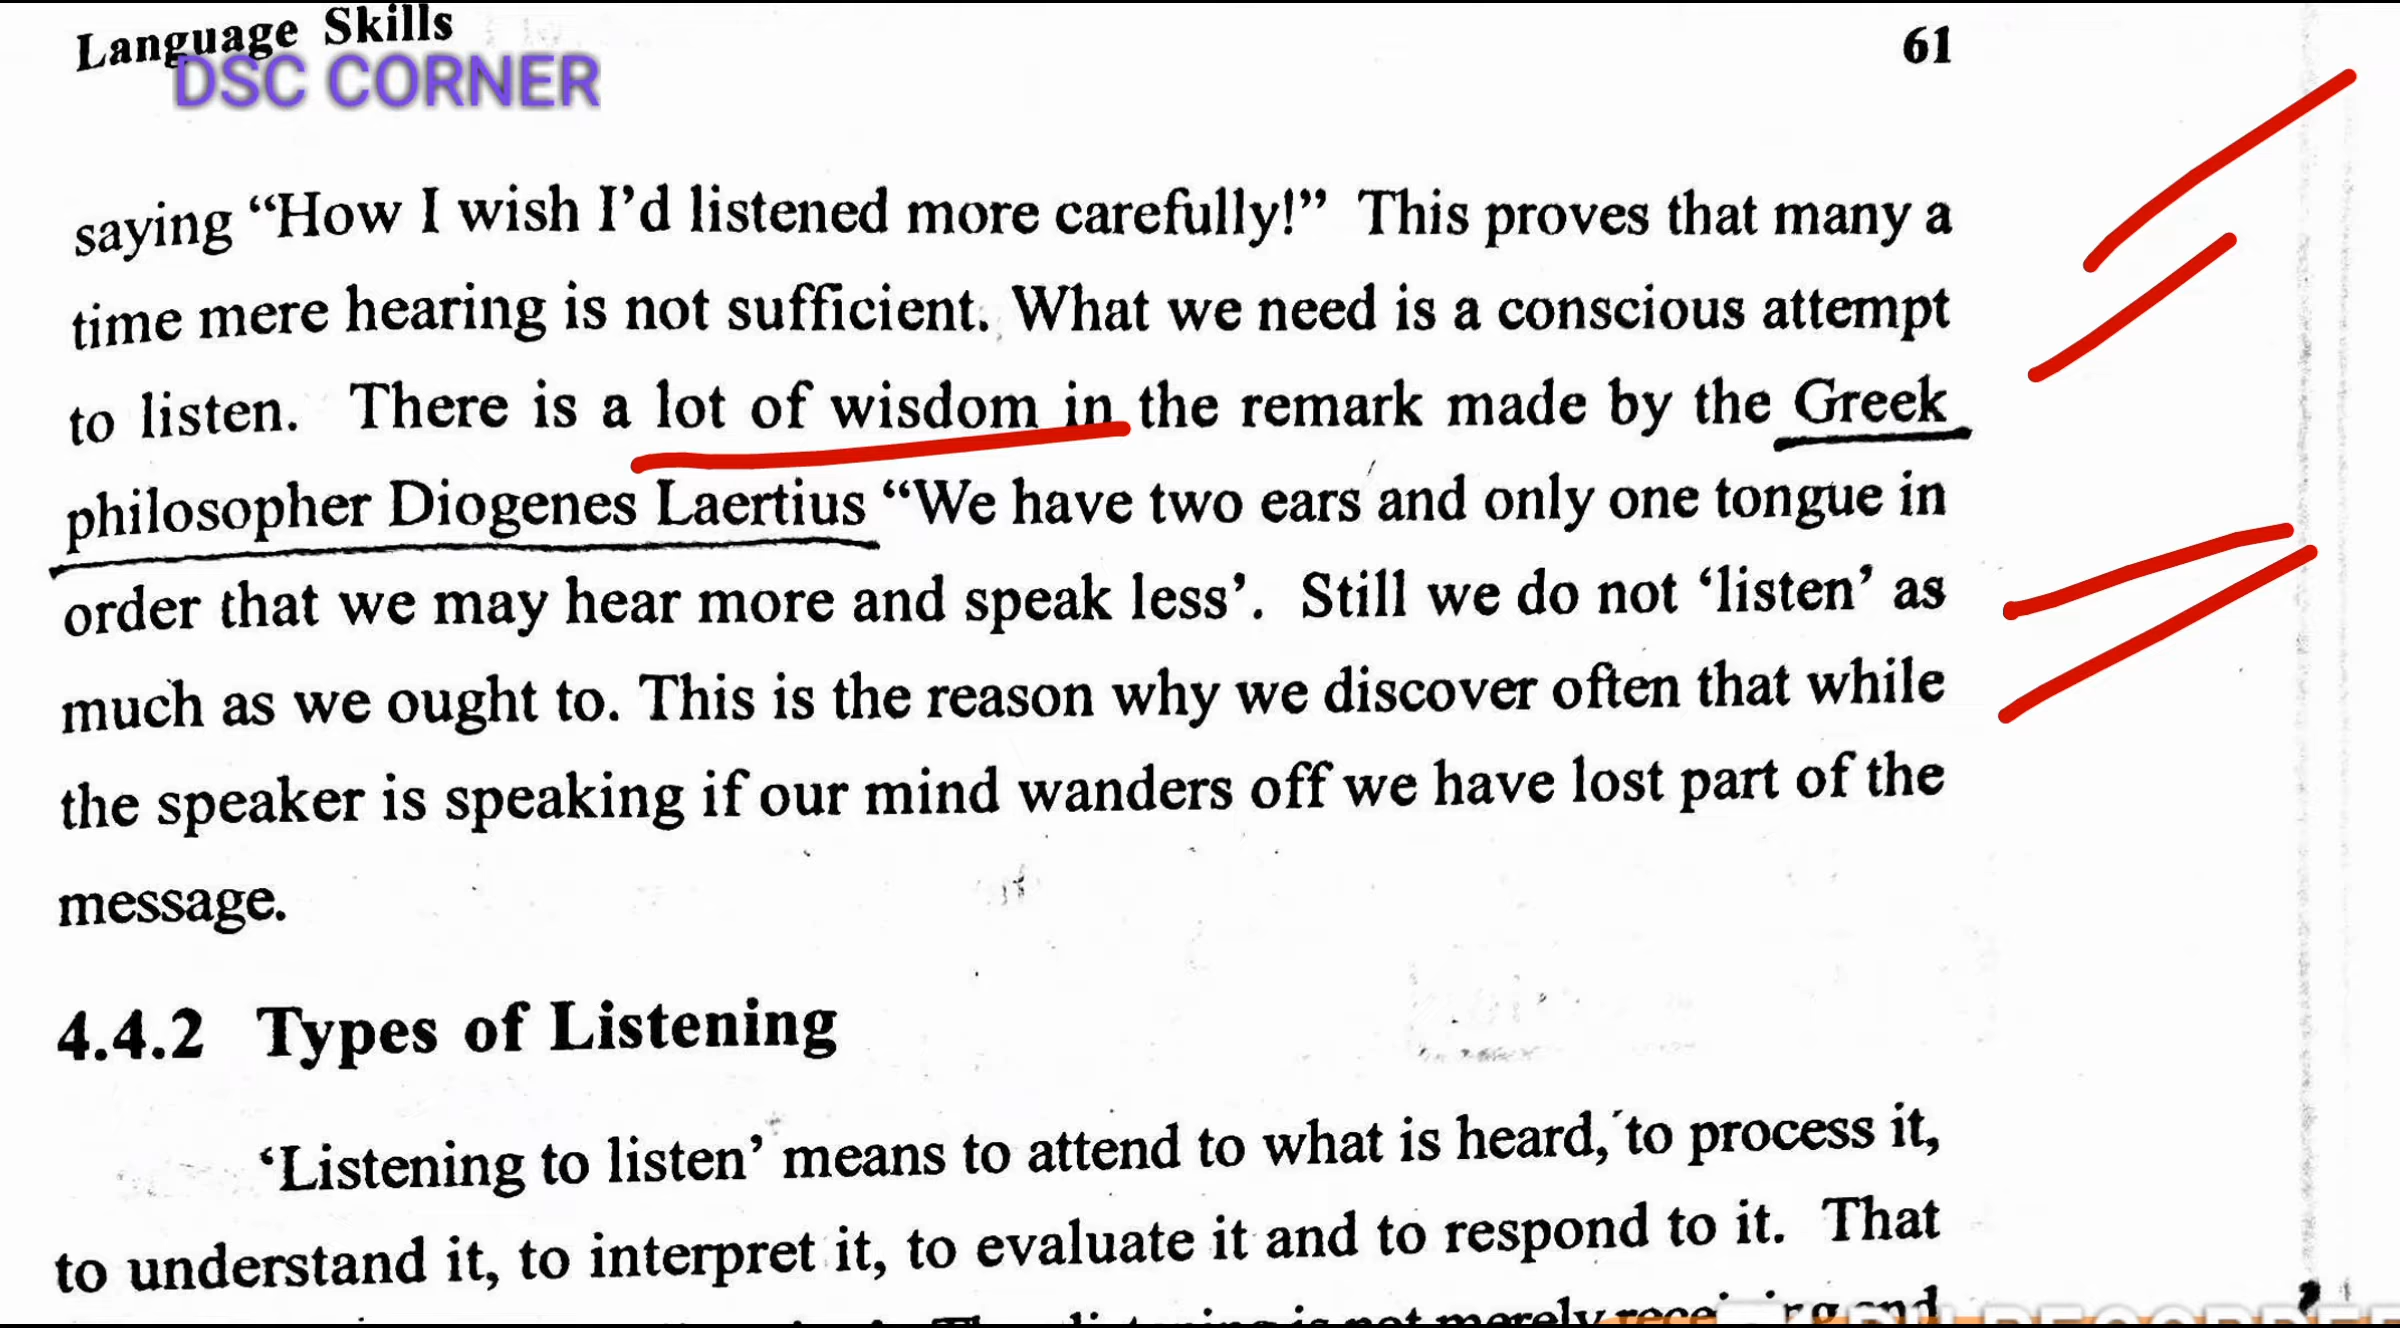 Language Skills
61
DSC CORNER
saying “How I wish I’d listened more carefully!” This proves that many a
time mere hearing is not sufficient. What we need is a conscious attempt
to listen. There is a lot of wisdom in the remark made by the Greek
philosopher Diogenes Laertius “We have two ears and only one tongue in
order that we may hear more and speak less’. Still we do not ‘listen’ as
much as we ought to. This is the reason why we discover often that while
the speaker is speaking if our mind wanders off we have lost part of the
message.
4.4.2 Types of Listening
‘Listening to listen’ means to attend to what is heard, to process it,
to understand it, to interpret it, to evaluate it and to respond to it. That
is not merely and